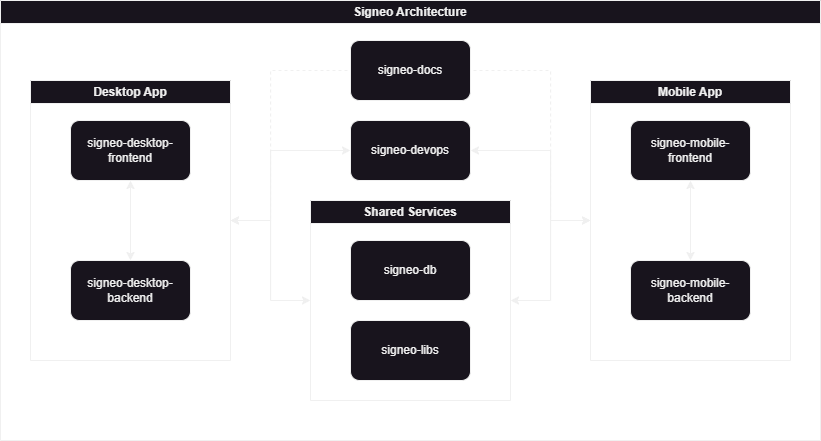 Signeo Architecture
signeo-docs
Desktop App
signeo-desktop-
frontend
signeo-desktop-
backend
signeo-devops
Shared Services
signeo-db
signeo-libs
Mobile App
signeo-mobile-
frontend
signeo-mobile-
backend